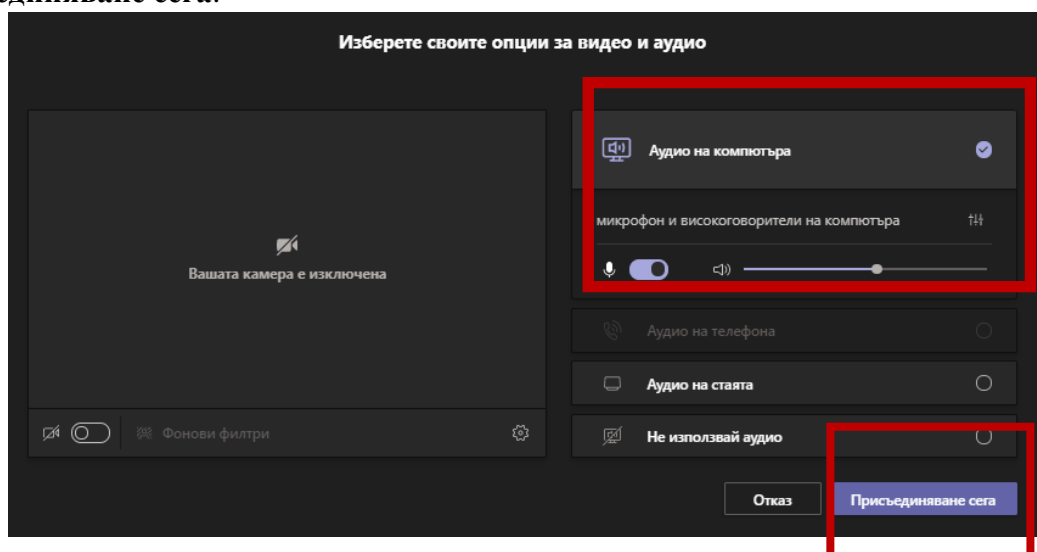 Изберете своите опции за видео и аудио
Аудио на компютъра
микрофон и високоговорители на компютъра
Вашата камера е изключена
Аудио на телефона
Аудио на стаята
Фонови филтри
Не използвай аудио
Отказ
Присъединяване сега